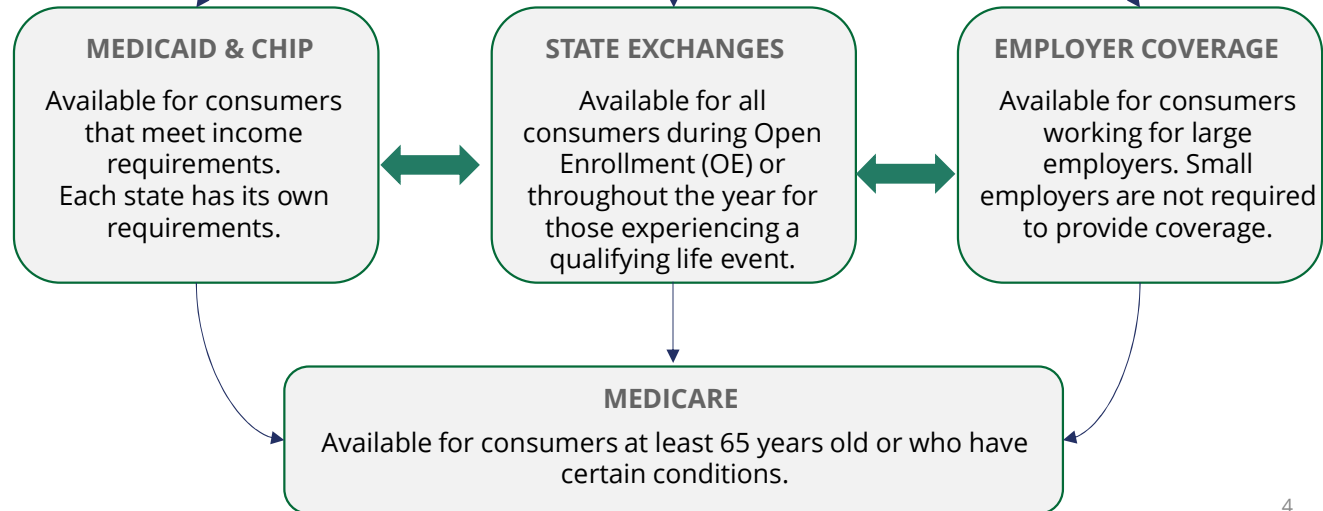 MEDICAID & CHIP
Available for consumers
that meet income
requirements.
Each state has its own
requirements.
STATE EXCHANGES
Available for all
consumers during Open
Enrollment (OE) or
throughout the year for
those experiencing a
qualifying life event.
EMPLOYER COVERAGE
Available for consumers
working for large
employers. Small
employers are not required
to provide coverage.
MEDICARE
Available for consumers at least 65 years old or who have
certain conditions.
4